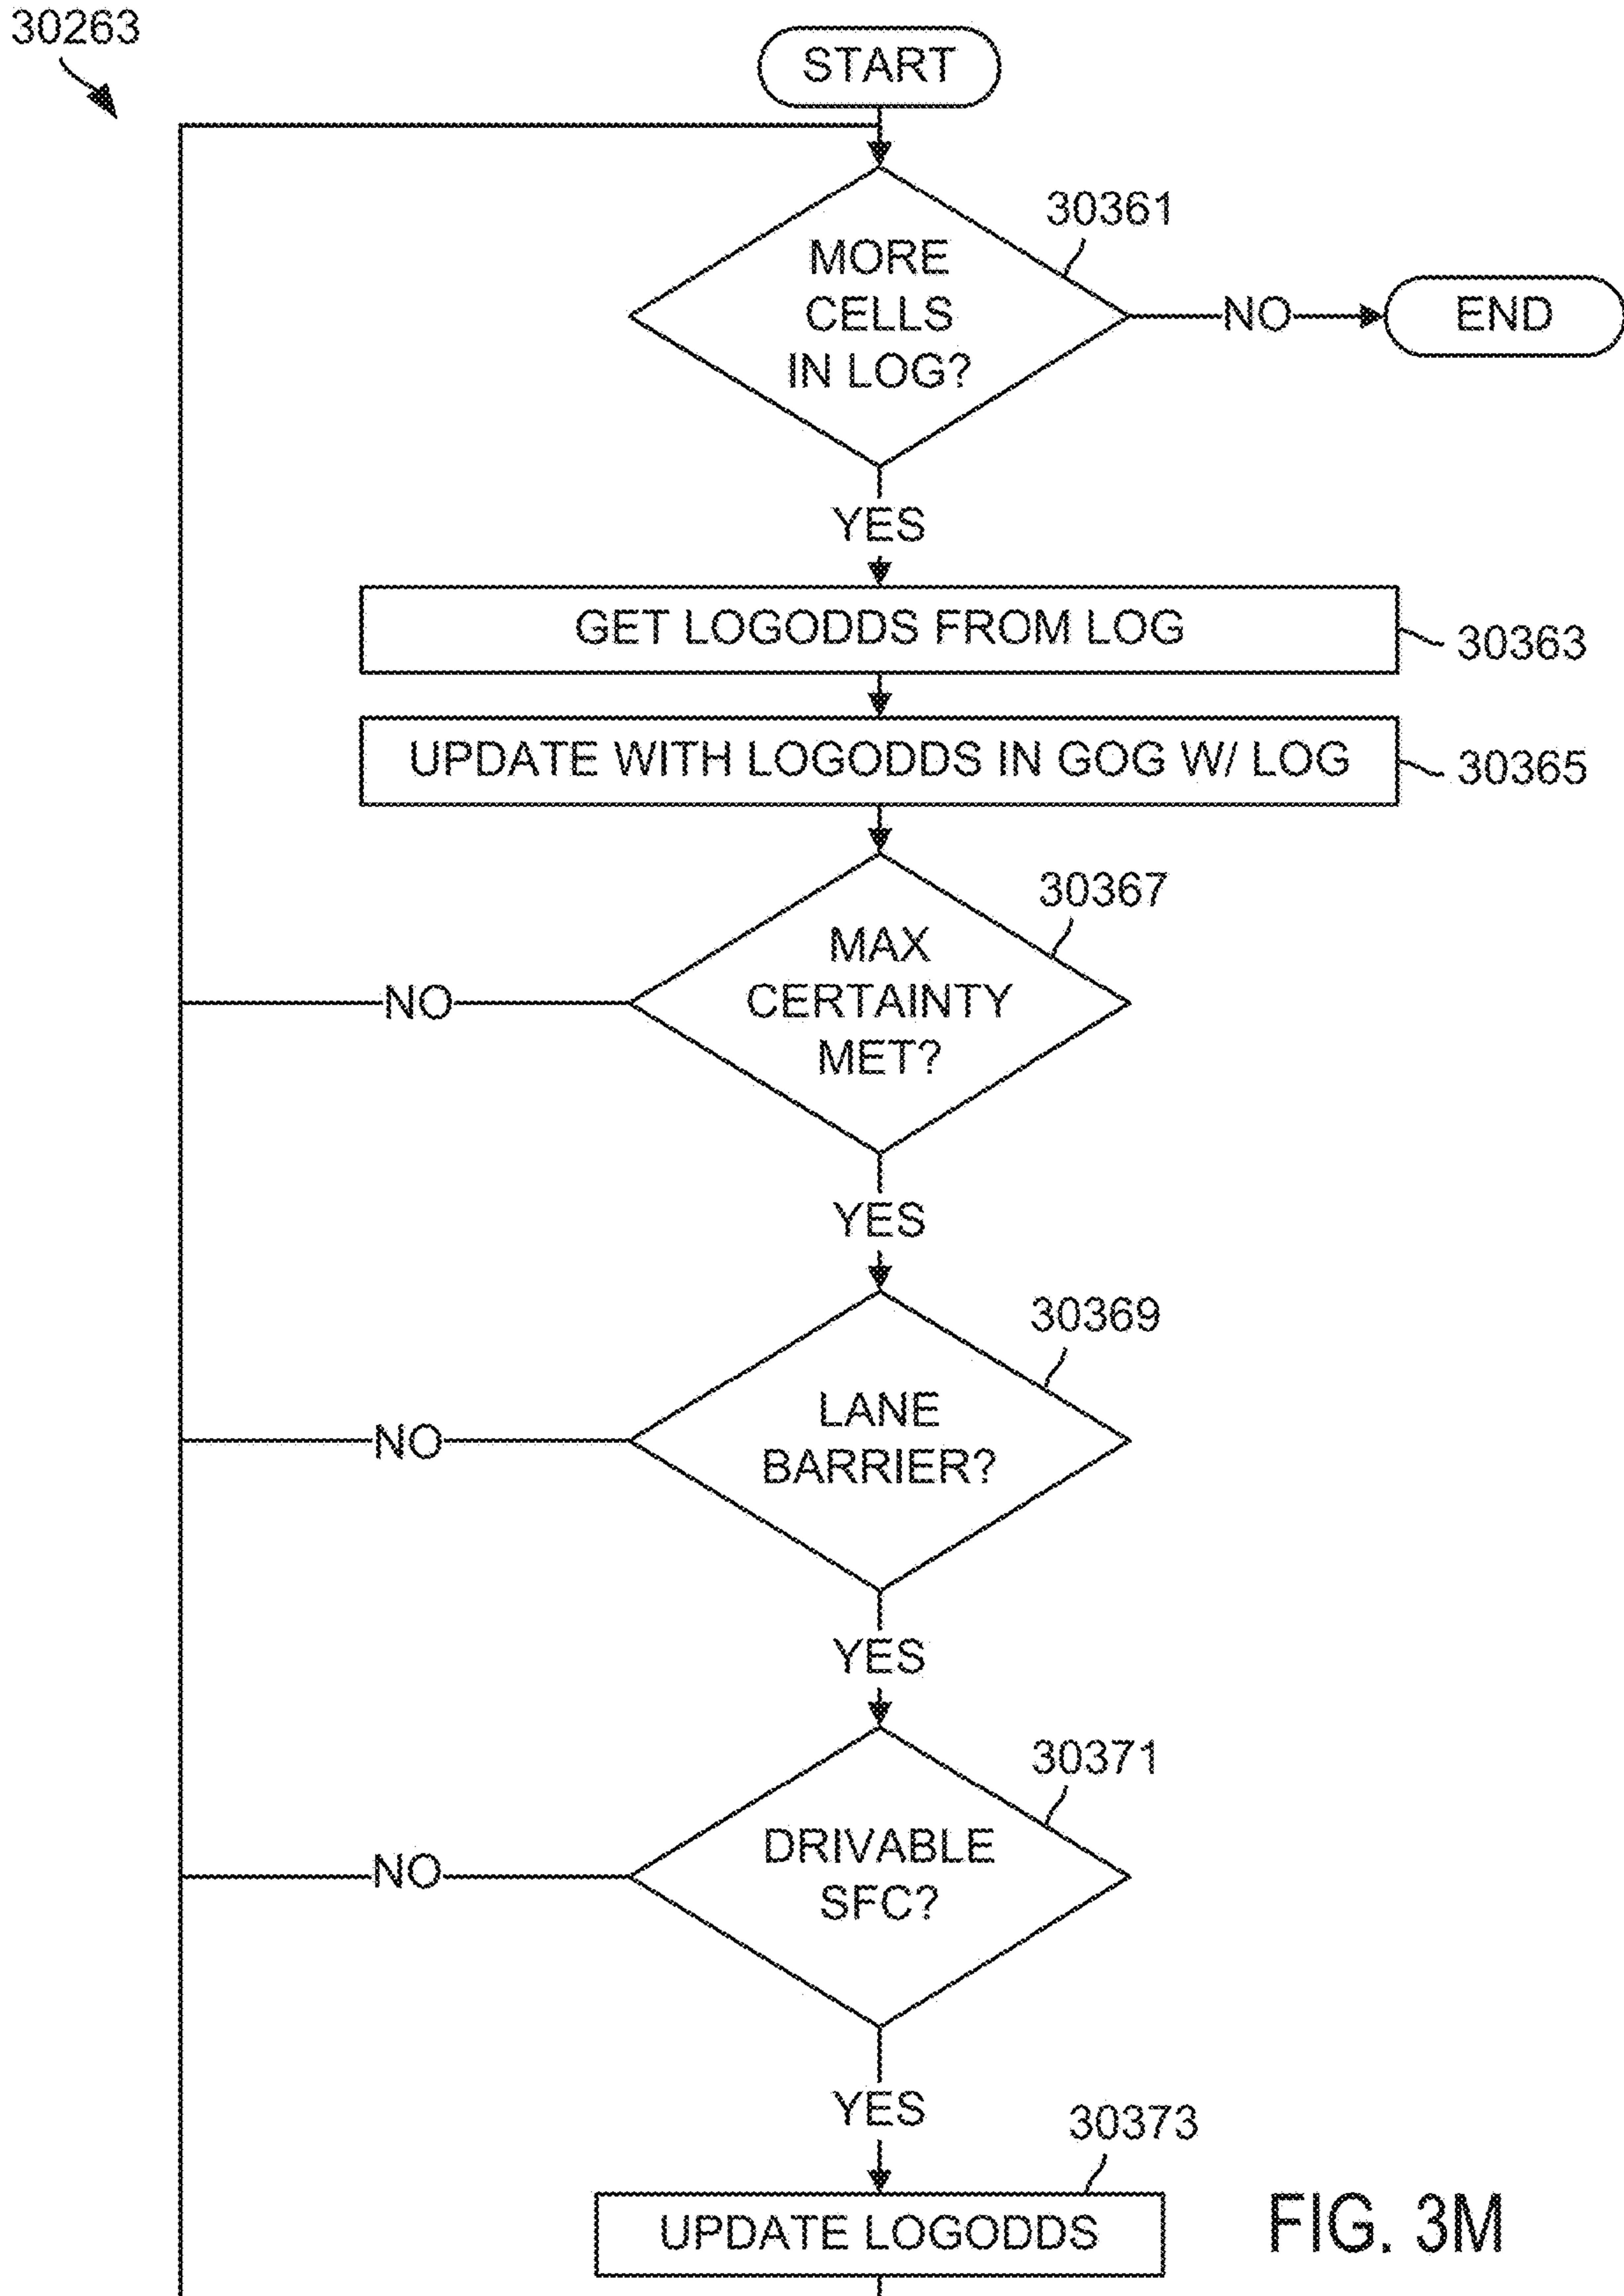 30263
START
30361
MORE
CELLS
IN LOG?
NO
END
YES
GET LOGODDS FROM LOG
30363
UPDATE WITH LOGODDS IN GOG W/ LOG
30365
30367
MAX
CERTAINTY
MET?
NO
YES
30369
LANE
BARRIER?
NO
YES
30371
DRIVABLE
SFC?
NO
YES
30373
UPDATE LOGODDS
FIG. 3M